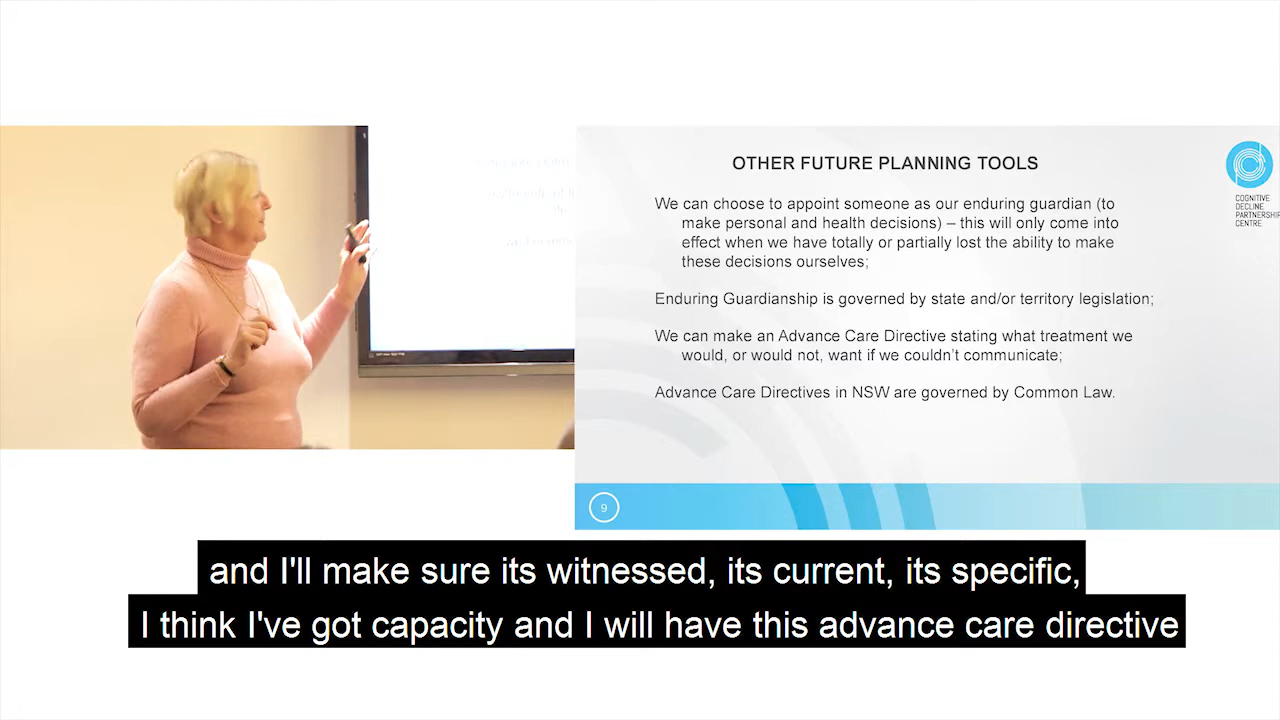 OTHER FUTURE PLANNING TOOLS
We can choose to appoint someone as our enduring guardian (to
make personal and health decisions) – this will only come into
effect when we have totally or partially lost the ability to make
these decisions ourselves;
Enduring Guardianship is governed by state and/or territory legislation;
We can make an Advance Care Directive stating what treatment we
would, or would not, want if we couldn't communicate;
Advance Care Directives in NSW are governed by Common Law.
COGNITIVE
DECLINE
PARTNERSHIP
CENTRE
9
and I'll make sure its witnessed, its current, its specific,
I think I've got capacity and I will have this advance care directive